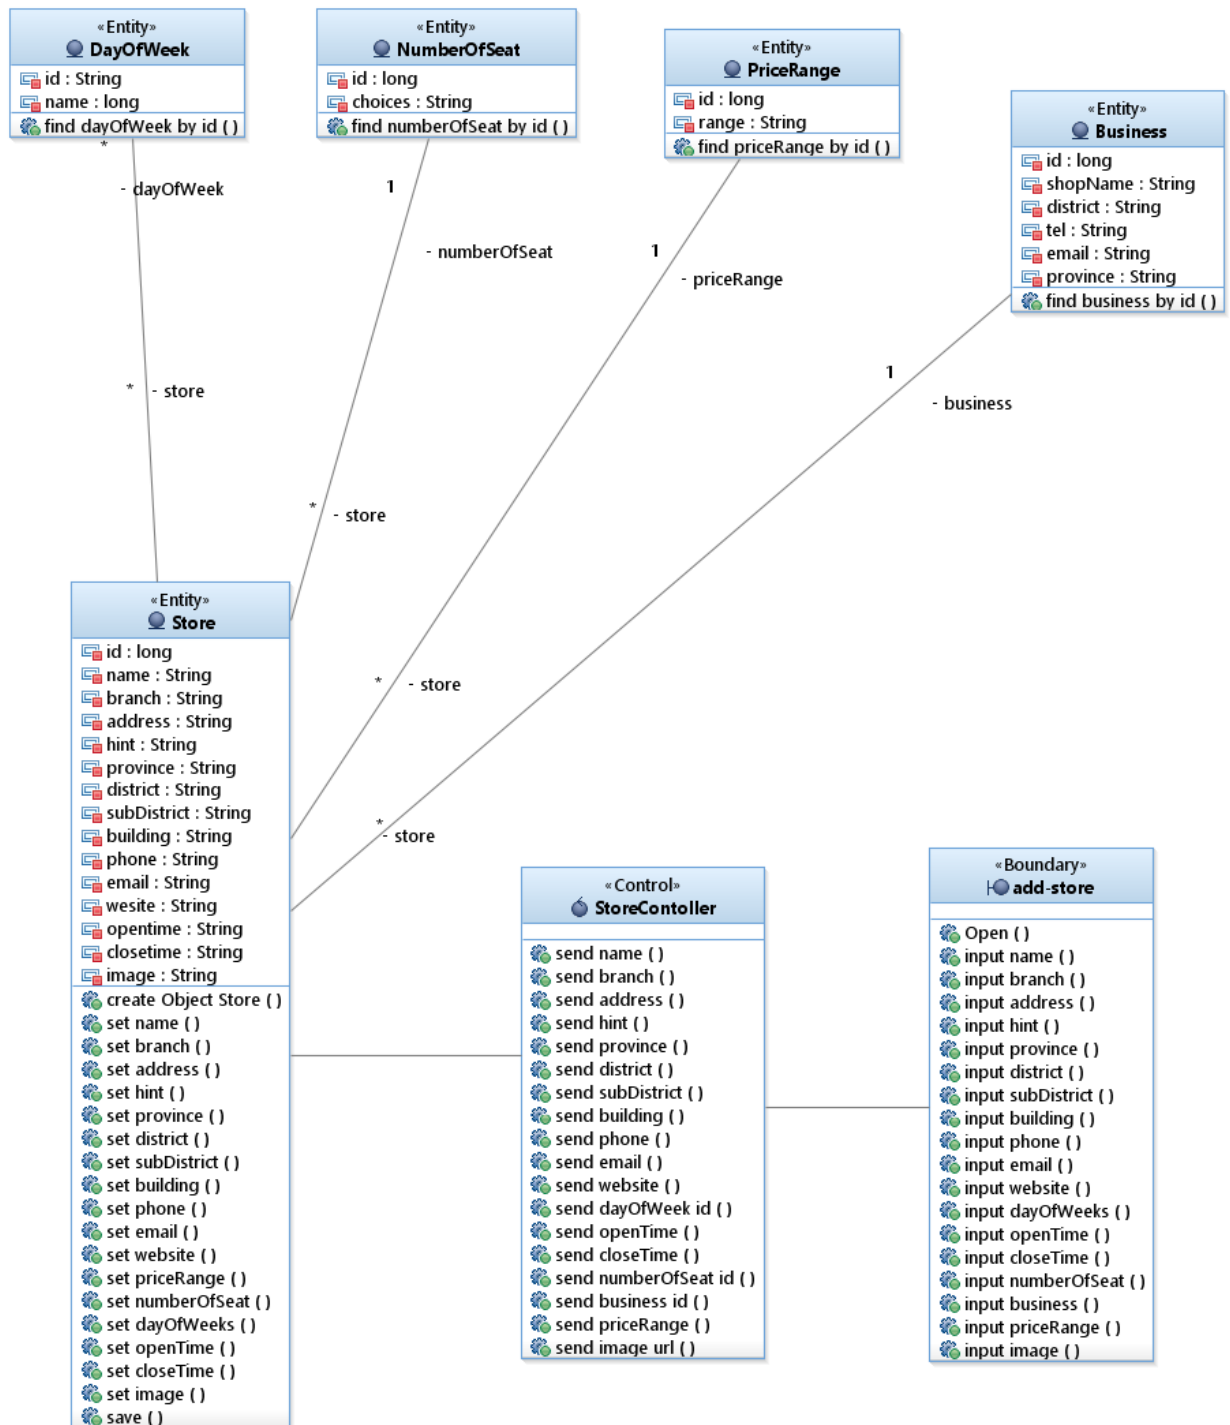 «Entity»
DayOfWeek
id : String
name : long
find dayOfWeek by id ( )
«Entity»
NumberOfSeat
id : long
choices : String
find numberOfSeat by id ( )
«Entity»
PriceRange
id : long
range : String
find priceRange by id ( )
«Entity»
Business
id : long
shopName : String
district : String
tel : String
email : String
province : String
find business by id ( )
*
- dayOfWeek
1
- numberOfSeat
1
- priceRange
1
- business
* - store
* - store
* - store
*
- store
«Entity»
Store
id : long
name : String
branch : String
address : String
hint : String
province : String
district : String
subDistrict : String
building : String
phone : String
email : String
wesite : String
opentime : String
closetime : String
image : String
create Object Store ( )
set name ( )
set branch ( )
set address ( )
set hint ( )
set province ( )
set district ( )
set subDistrict ( )
set building ( )
set phone ( )
set email ( )
set website ( )
set priceRange ( )
set numberOfSeat ( )
set dayOfWeeks ( )
set openTime ( )
set closeTime ( )
set image ( )
save ( )
«Control»
StoreContoller
send name ( )
send branch ( )
send address ( )
send hint ( )
send province ( )
send district ( )
send subDistrict ( )
send building ( )
send phone ( )
send email ( )
send website ( )
send dayOfWeek id ( )
send openTime ( )
send closeTime ( )
send numberOfSeat id ( )
send business id ( )
send priceRange ( )
send image url ( )
«Boundary»
add-store
Open ( )
input name ( )
input branch ( )
input address ( )
input hint ( )
input province ( )
input district ( )
input subDistrict ( )
input building ( )
input phone ( )
input email ( )
input website ( )
input dayOfWeeks ( )
input openTime ( )
input closeTime ( )
input numberOfSeat ( )
input business ( )
input priceRange ( )
input image ( )